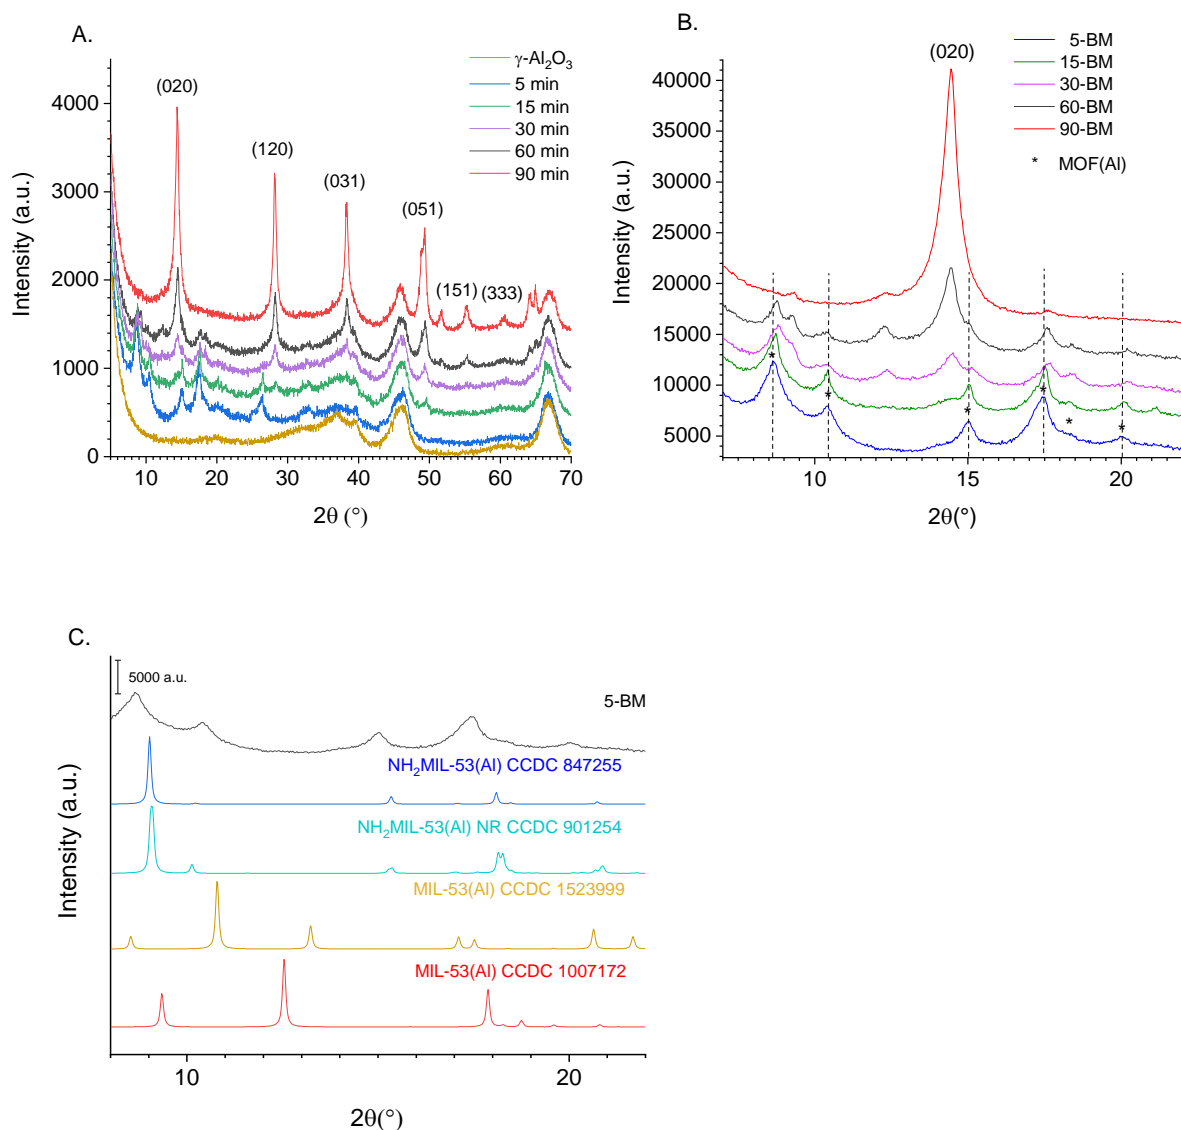 A.
γ-Al₂O₃
5 min
15 min
30 min
60 min
90 min
(020)
(120)
(031)
(051)
(151)
(333)
4000
3000
2000
1000
0
10 20 30 40 50 60 70
Intensity (a.u.)
2θ (°)
B.
5-BM
15-BM
30-BM
60-BM
90-BM
* MOF(Al)
(020)
40000
35000
30000
25000
20000
15000
10000
5000
10 15 20
Intensity (a.u.)
2θ(°)
C.
5000 a.u.
5-BM
NH₂MIL-53(Al) CCDC 847255
NH₂MIL-53(Al) NR CCDC 901254
MIL-53(Al) CCDC 1523999
MIL-53(Al) CCDC 1007172
10 20
Intensity (a.u.)
2θ(°)